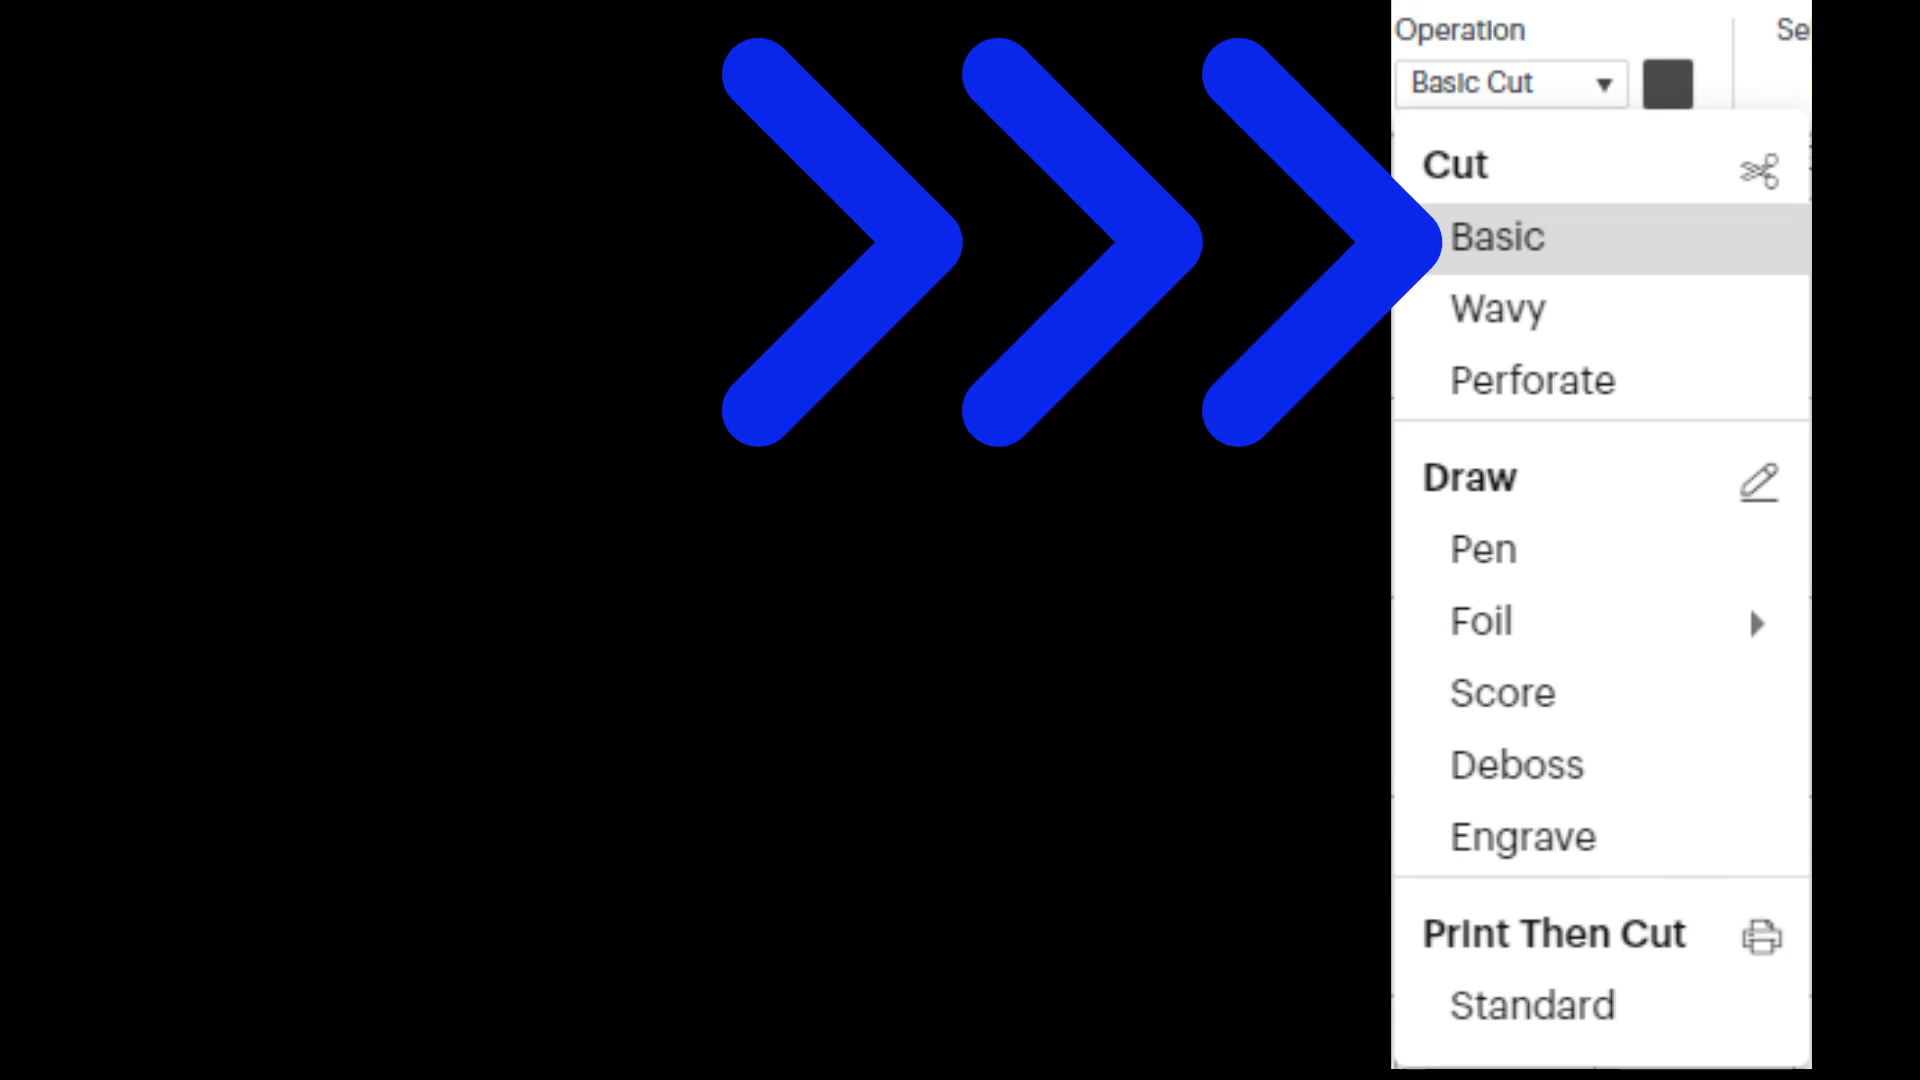 Operation
Se
Basic Cut
Cut
Basic
Wavy
Perforate
Draw
Pen
Foil
Score
Deboss
Engrave
Print Then Cut
Standard